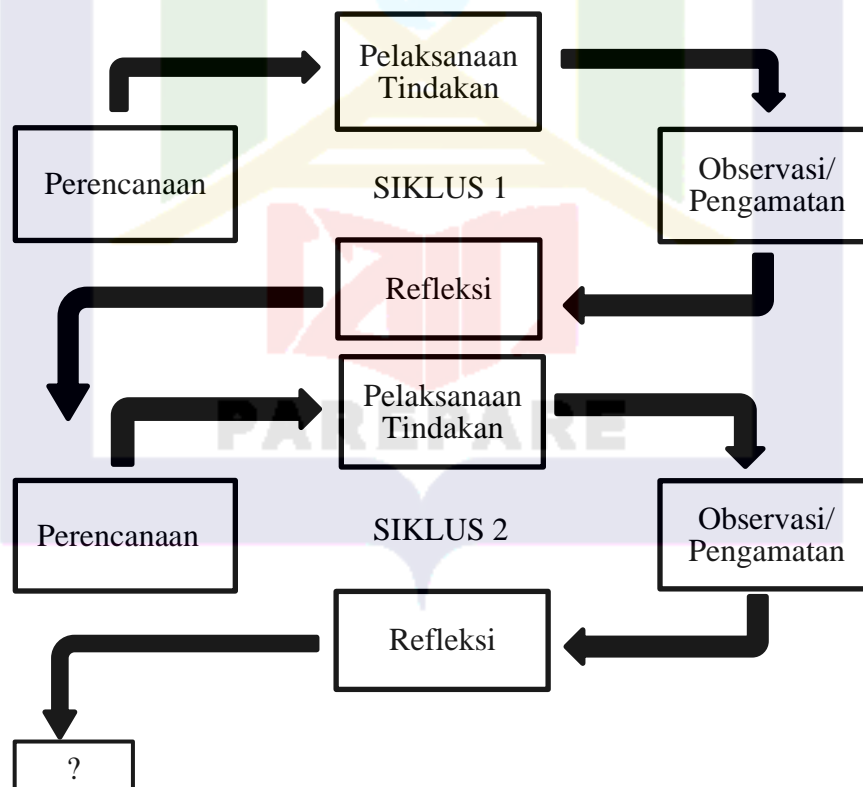 Pelaksanaan
Tindakan
Perencanaan
SIKLUS 1
Observasi/
Pengamatan
Refleksi
Pelaksanaan
Tindakan
PAREPARE
Perencanaan
SIKLUS 2
Observasi/
Pengamatan
Refleksi
?